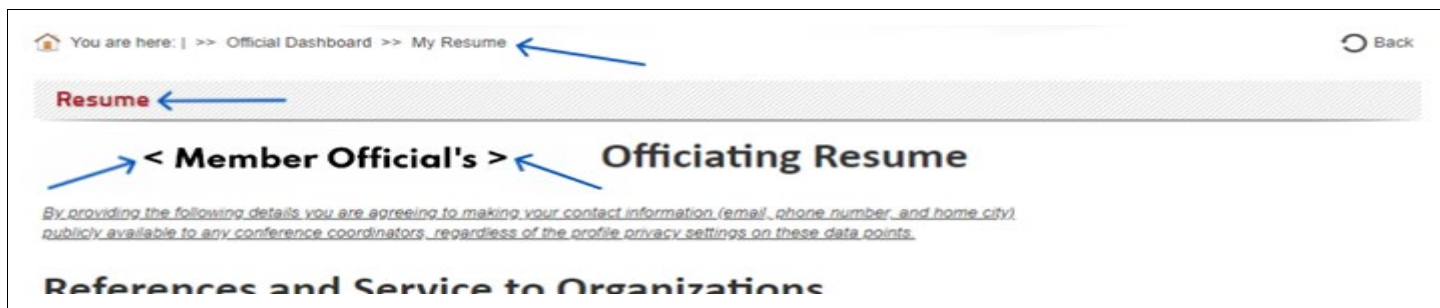 You are here: | >> Official Dashboard >> My Resume
Back
Resume
< Member Official's > Officiating Resume
By providing the following details you are agreeing to making your contact information (email, phone number, and home city)
publicly available to any conference coordinators, regardless of the profile privacy settings on these data points.
References and Service to Organizations